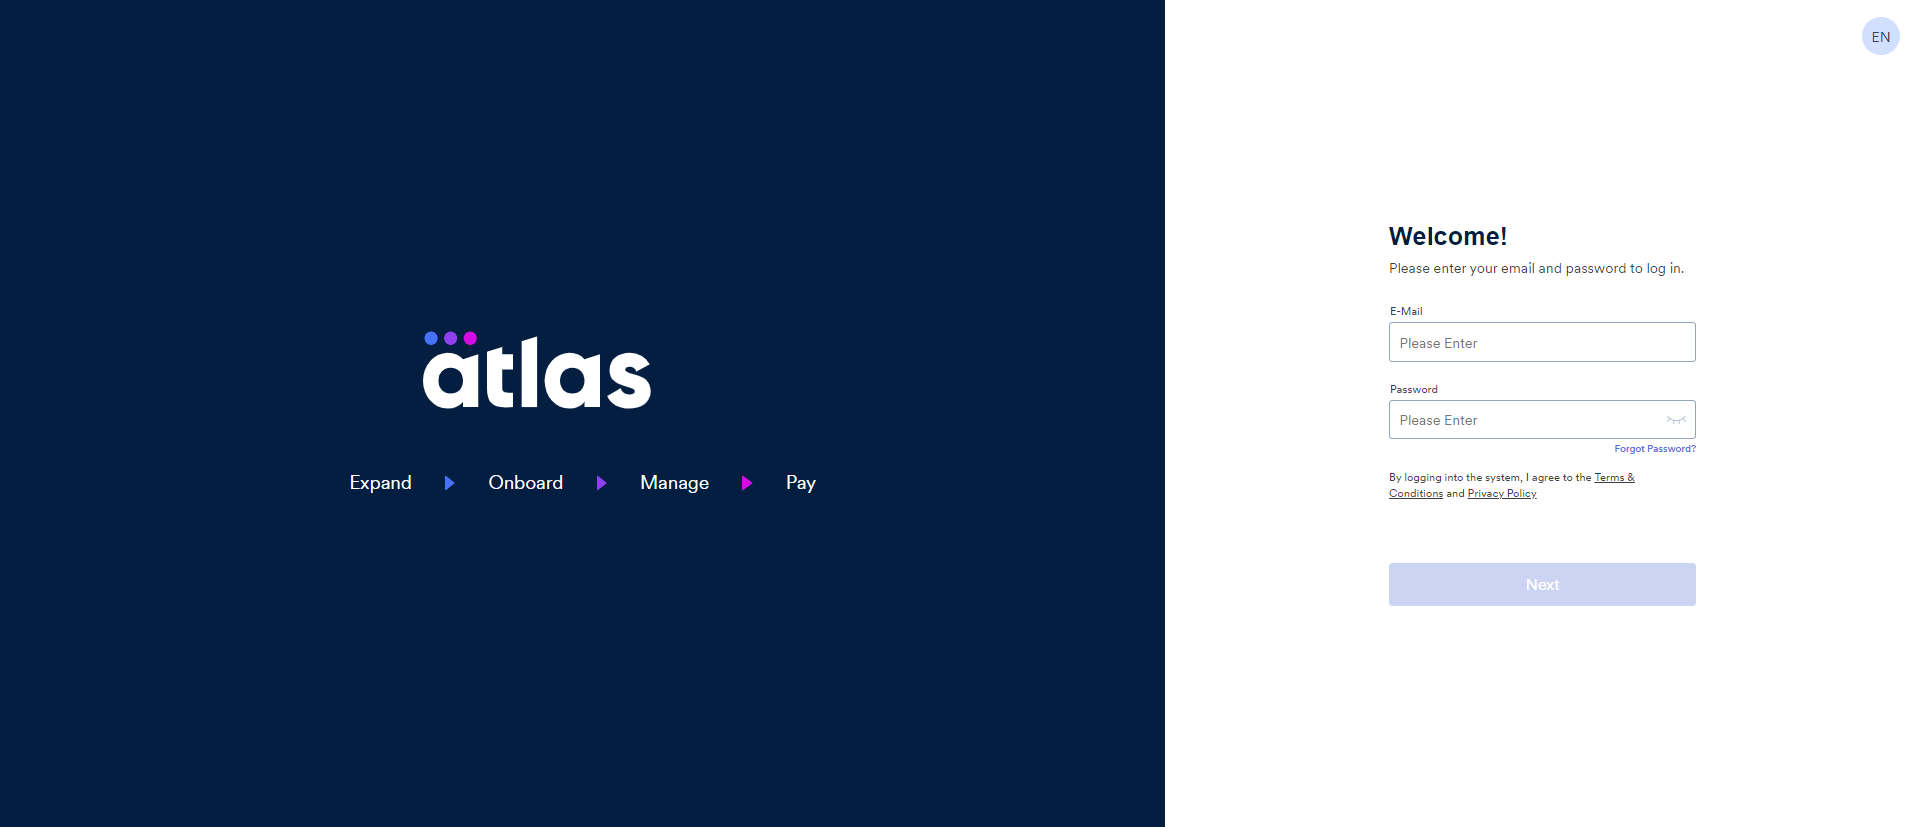 EN
atlas
Expand Onboard Manage Pay
Welcome!
Please enter your email and password to log in.
E-Mail
Please Enter
Password
Please Enter
Forgot Password?
By logging into the system, I agree to the Terms &
Conditions and Privacy Policy
Next